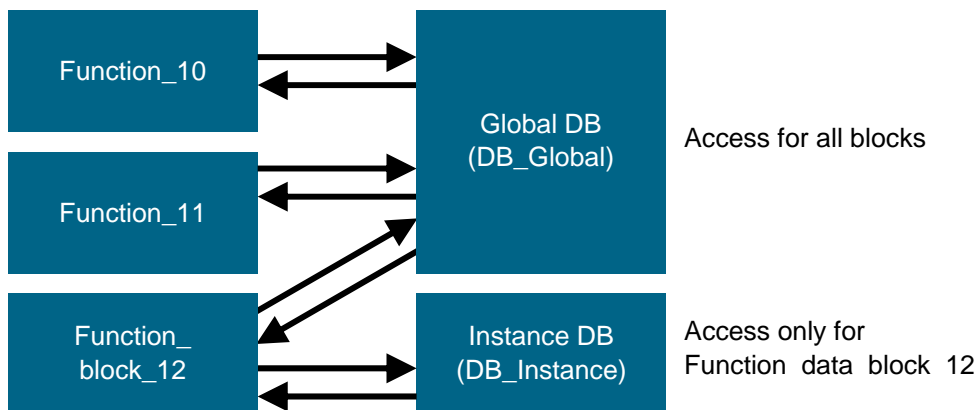 Function_10
Global DB
(DB_Global)
Access for all blocks
Function_11
Function_
block_12
Instance DB
(DB_Instance)
Access only for
Function data block 12